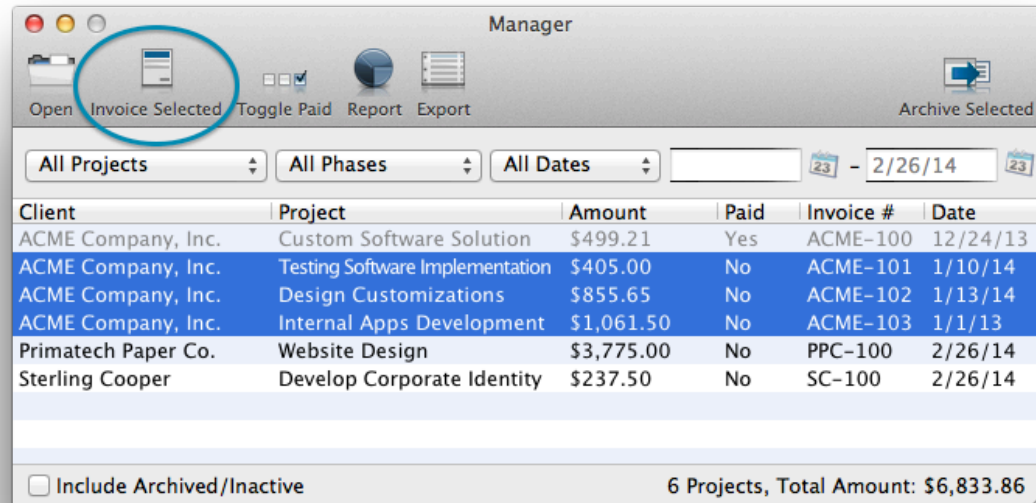 Manager
Open Invoice Selected Toggle Paid Report Export Archive Selected
All Projects All Phases All Dates 23 - 2/26/14 23
Client Project Amount Paid Invoice # Date
ACME Company, Inc. Custom Software Solution $499.21 Yes ACME-100 12/24/13
ACME Company, Inc. Testing Software Implementation $405.00 No ACME-101 1/10/14
ACME Company, Inc. Design Customizations $855.65 No ACME-102 1/13/14
ACME Company, Inc. Internal Apps Development $1,061.50 No ACME-103 1/1/13
Primatech Paper Co. Website Design $3,775.00 No PPC-100 2/26/14
Sterling Cooper Develop Corporate Identity $237.50 No SC-100 2/26/14
Include Archived/Inactive 6 Projects, Total Amount: $6,833.86